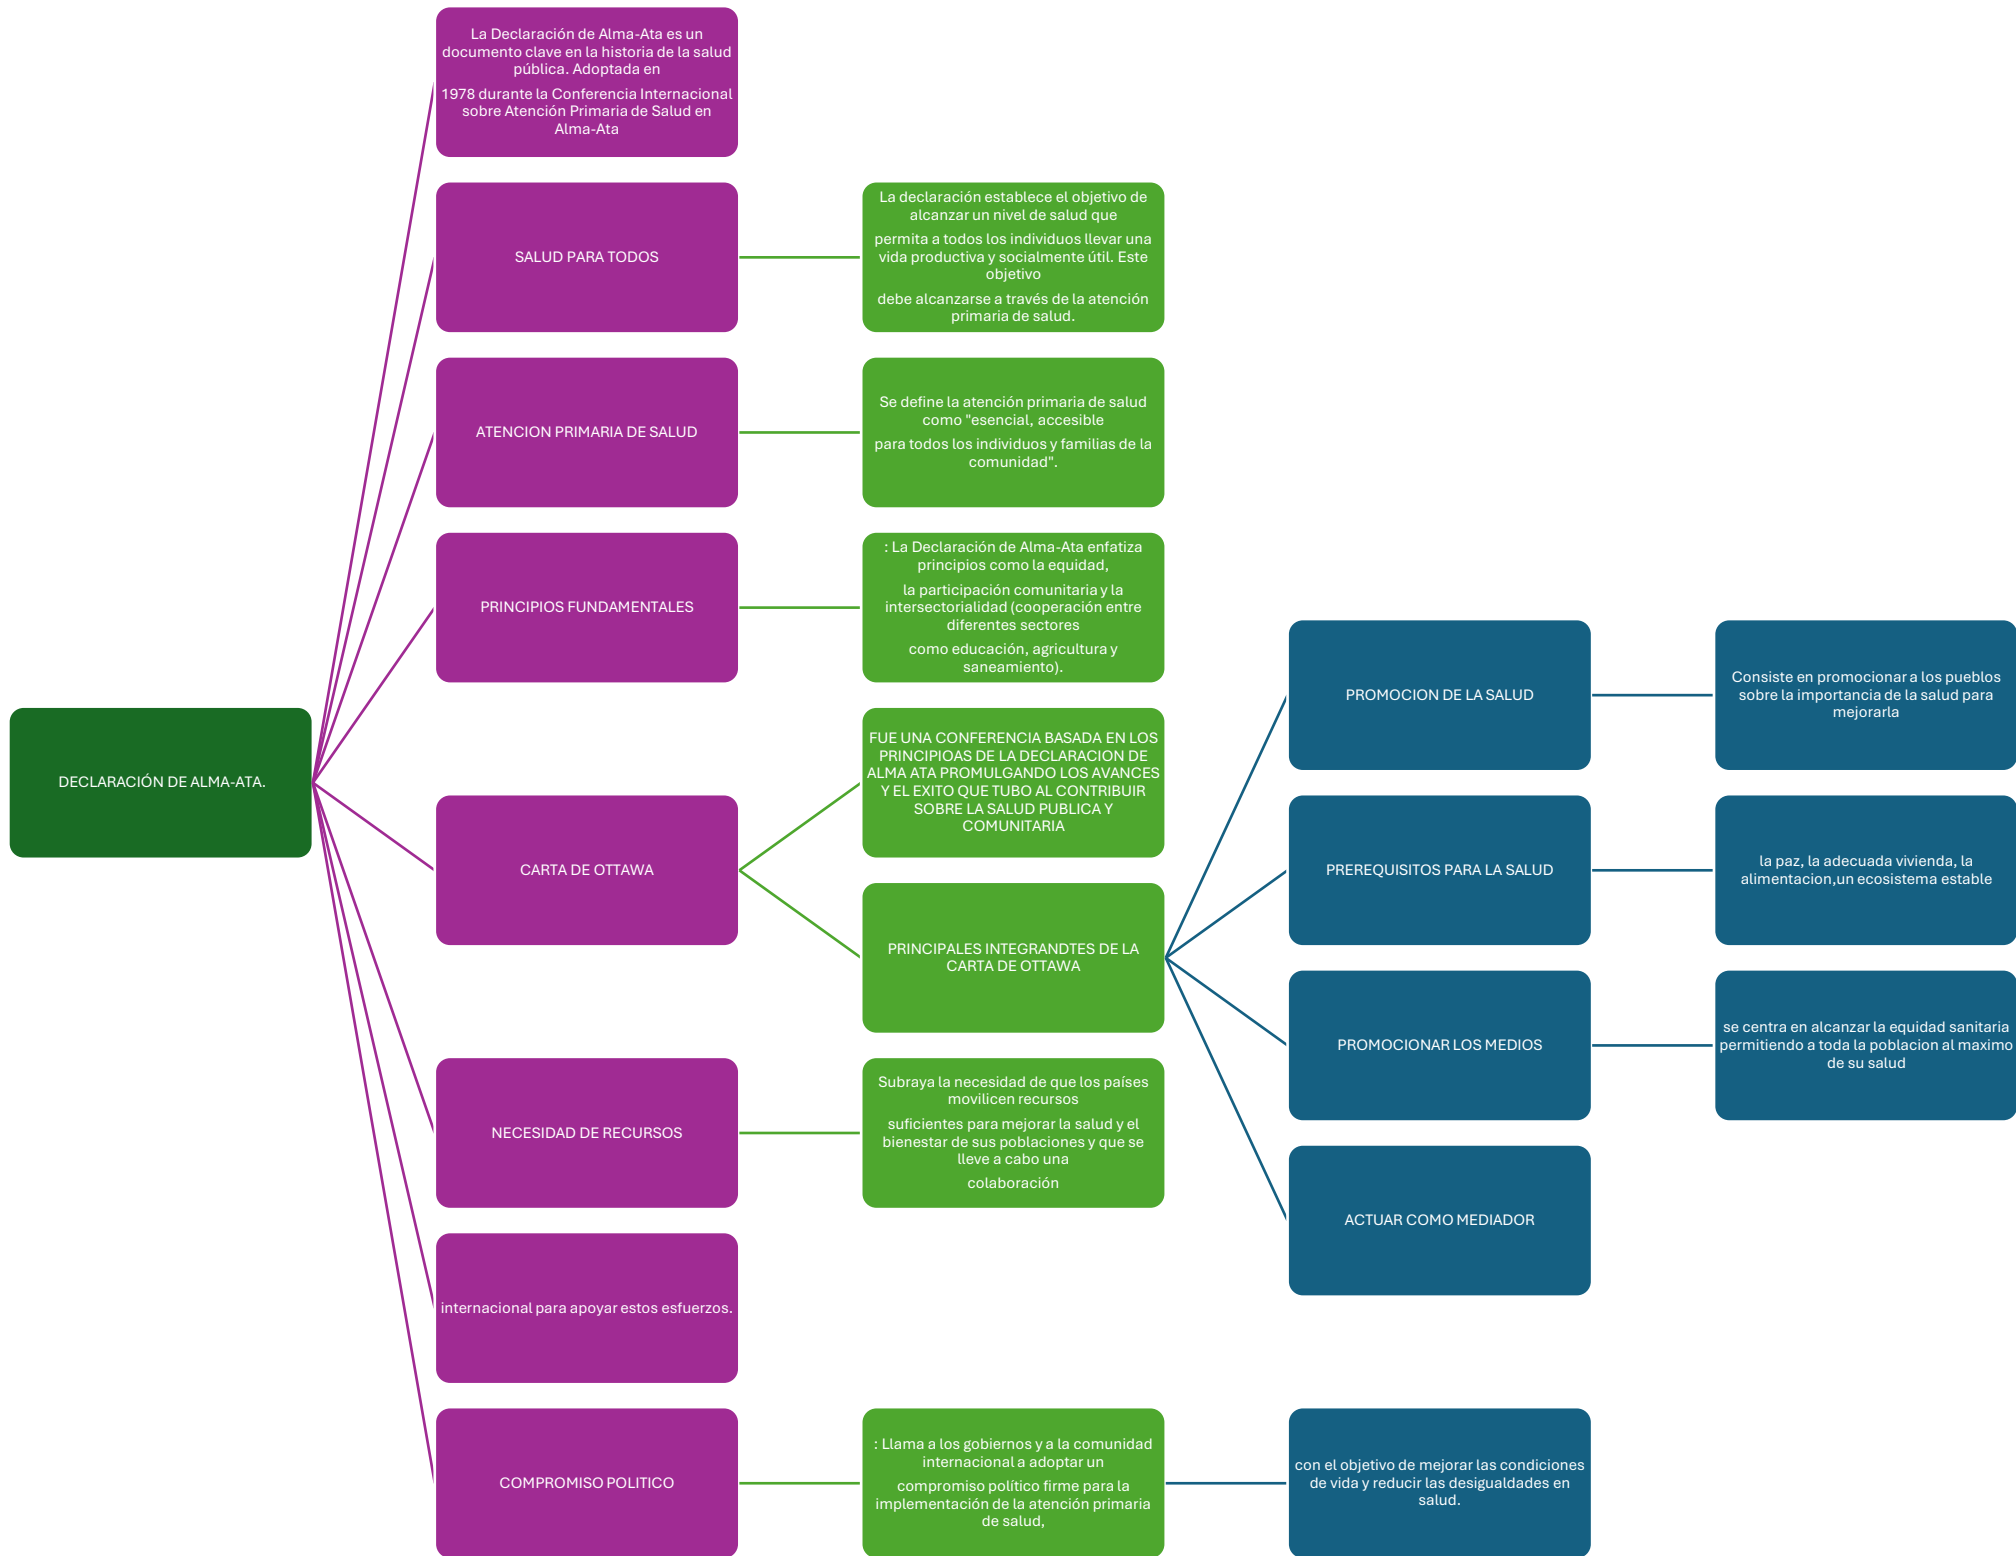 DECLARACIÓN DE ALMA-ATA.
La Declaración de Alma-Ata es un
documento clave en la historia de la salud
pública. Adoptada en
1978 durante la Conferencia Internacional
sobre Atención Primaria de Salud en
Alma-Ata
SALUD PARA TODOS
La declaración establece el objetivo de
alcanzar un nivel de salud que
permita a todos los individuos llevar una
vida productiva y socialmente útil. Este
objetivo
debe alcanzarse a través de la atención
primaria de salud.
ATENCION PRIMARIA DE SALUD
Se define la atención primaria de salud
como "esencial, accesible
para todos los individuos y familias de la
comunidad".
PRINCIPIOS FUNDAMENTALES
: La Declaración de Alma-Ata enfatiza
principios como la equidad,
la participación comunitaria y la
intersectorialidad (cooperación entre
diferentes sectores
como educación, agricultura y
saneamiento).
CARTA DE OTTAWA
FUE UNA CONFERENCIA BASADA EN LOS
PRINCIPIOAS DE LA DECLARACION DE
ALMA ATA PROMULGANDO LOS AVANCES
Y EL EXITO QUE TUBO AL CONTRIBUIR
SOBRE LA SALUD PUBLICA Y
COMUNITARIA
PRINCIPALES INTEGRANDTES DE LA
CARTA DE OTTAWA
PROMOCION DE LA SALUD
Consiste en promocionar a los pueblos
sobre la importancia de la salud para
mejorarla
PREREQUISITOS PARA LA SALUD
la paz, la adecuada vivienda, la
alimentacion,un ecosistema estable
PROMOCIONAR LOS MEDIOS
se centra en alcanzar la equidad sanitaria
permitiendo a toda la poblacion al maximo
de su salud
ACTUAR COMO MEDIADOR
NECESIDAD DE RECURSOS
Subraya la necesidad de que los países
movilicen recursos
suficientes para mejorar la salud y el
bienestar de sus poblaciones y que se
lleve a cabo una
colaboración
internacional para apoyar estos esfuerzos.
COMPROMISO POLITICO
: Llama a los gobiernos y a la comunidad
internacional a adoptar un
compromiso político firme para la
implementación de la atención primaria
de salud,
con el objetivo de mejorar las condiciones
de vida y reducir las desigualdades en
salud.